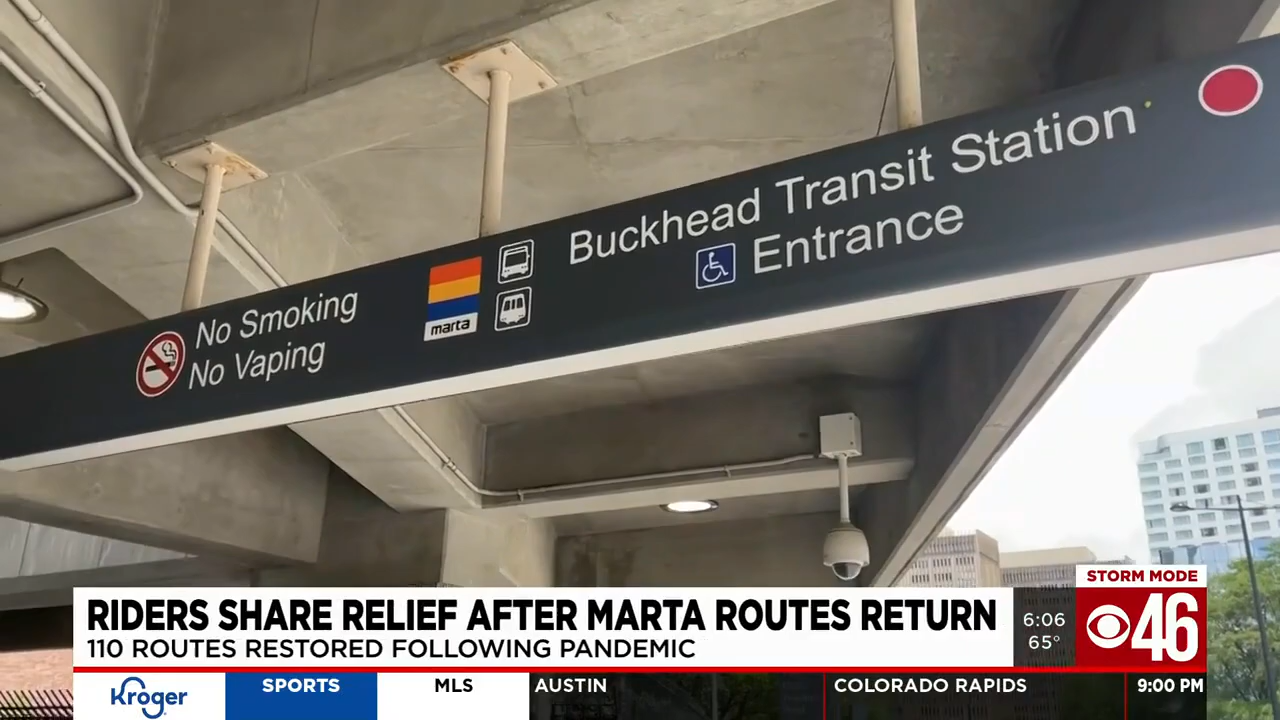 No Smoking
No Vaping
marta
Buckhead Transit Station
Entrance
RIDERS SHARE RELIEF AFTER MARTA ROUTES RETURN
110 ROUTES RESTORED FOLLOWING PANDEMIC
6:06
65°
STORM MODE
46
Kroger
SPORTS
MLS
AUSTIN
COLORADO RAPIDS
9:00 PM